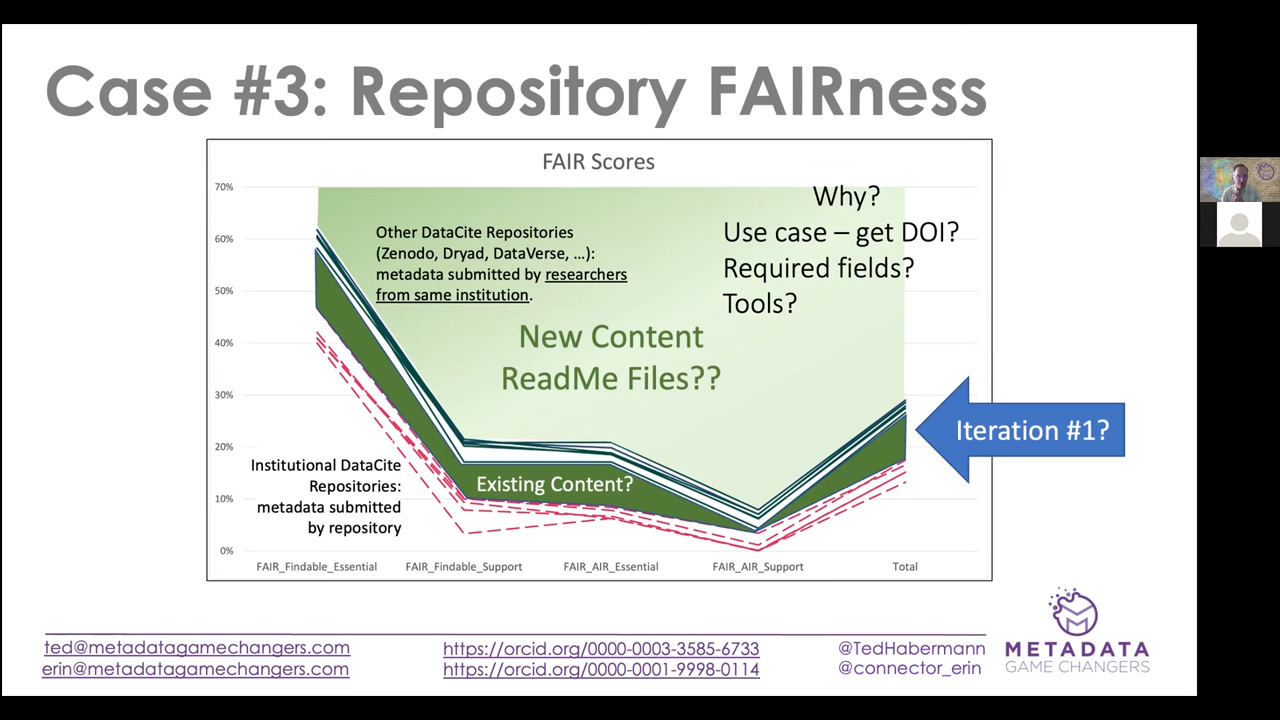 Case #3: Repository FAIRness
FAIR Scores
70%
60%
50%
40%
30%
20%
10%
0%
Other DataCite Repositories
(Zenodo, Dryad, DataVerse, …):
metadata submitted by researchers
from same institution.
Why?
Use case – get DOI?
Required fields?
Tools?
New Content
ReadMe Files??
Iteration #1?
Institutional DataCite
Repositories:
metadata submitted
by repository
Existing Content?
FAIR_Findable_Essential
FAIR_Findable_Support
FAIR_AIR_Essential
FAIR_AIR_Support
Total
ted@metadatagamechangers.com
erin@metadatagamechangers.com
https://orcid.org/0000-0003-3585-6733
https://orcid.org/0000-0001-9998-0114
@TedHabermann
@connector_erin
METADATA
GAME CHANGERS